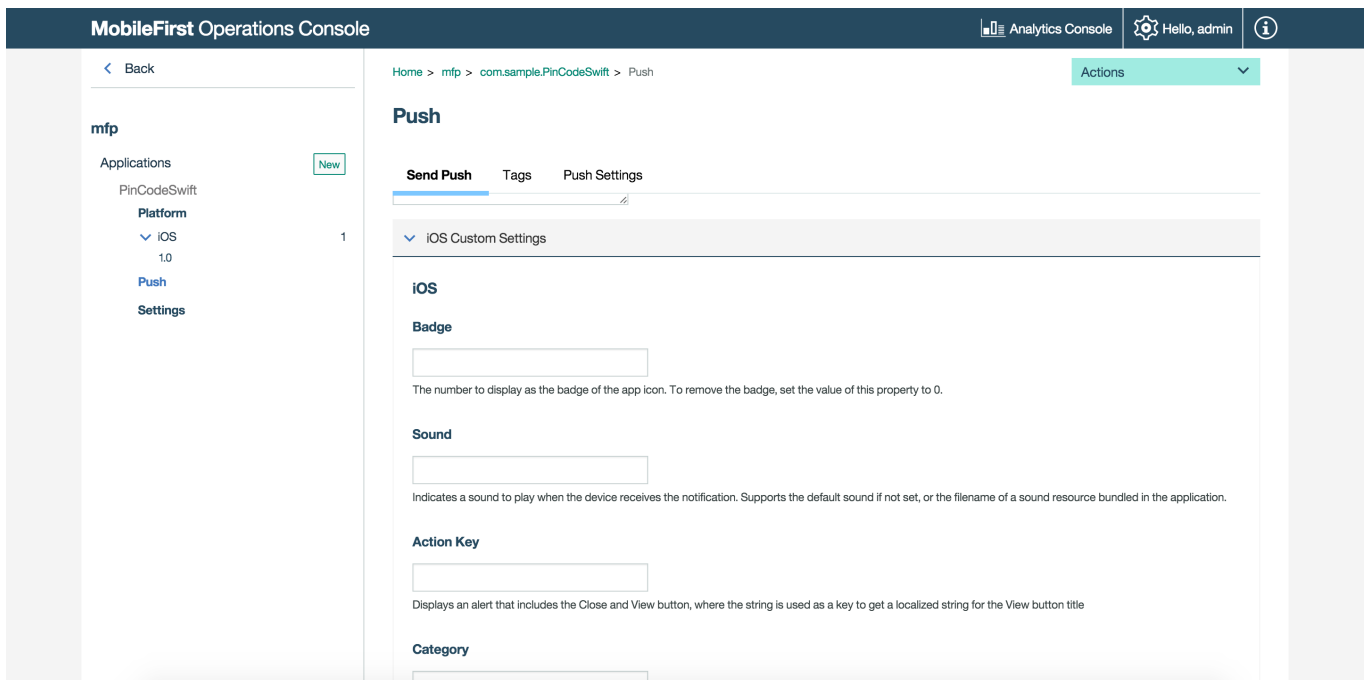 MobileFirst Operations Console
Analytics Console
Hello, admin
Back
mfp
Applications
New
PinCodeSwift
Platform
iOS 1
1.0
Push
Settings
Home > mfp > com.sample.PinCodeSwift > Push
Actions
Push
Send Push Tags Push Settings
iOS Custom Settings
iOS
Badge
The number to display as the badge of the app icon. To remove the badge, set the value of this property to 0.
Sound
Indicates a sound to play when the device receives the notification. Supports the default sound if not set, or the filename of a sound resource bundled in the application.
Action Key
Displays an alert that includes the Close and View button, where the string is used as a key to get a localized string for the View button title
Category